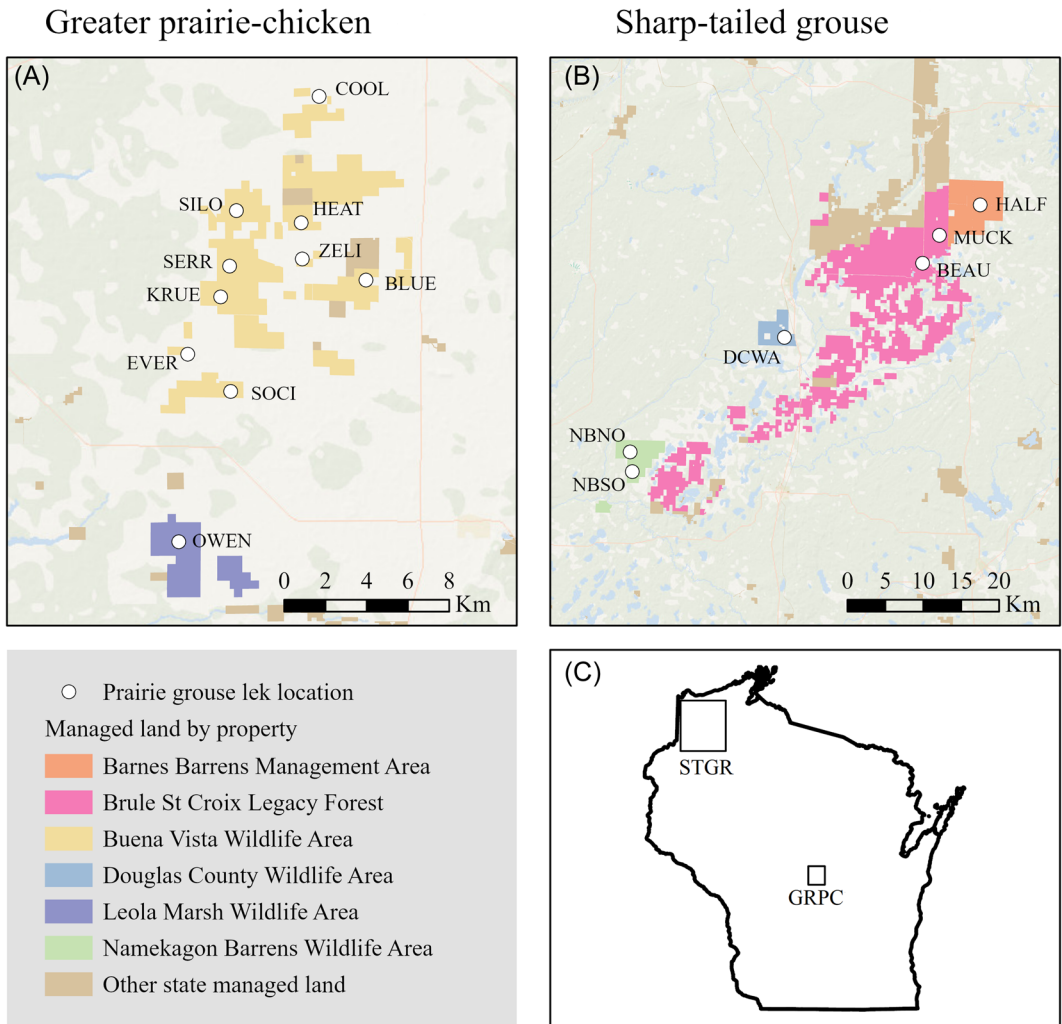 Greater prairie-chicken
Sharp-tailed grouse
(A)
COOL
SILO
HEAT
SERR
ZELI
KRUE
BLUE
EVER
SOCI
OWEN
0 2 4 6 8
Km
(B)
HALF
MUCK
BEAU
DCWA
NBNO
NBSO
0 5 10 15 20
Km
Prairie grouse lek location
Managed land by property
Barnes Barrens Management Area
Brule St Croix Legacy Forest
Buena Vista Wildlife Area
Douglas County Wildlife Area
Leola Marsh Wildlife Area
Namekagon Barrens Wildlife Area
Other state managed land
(C)
STGR
GRPC